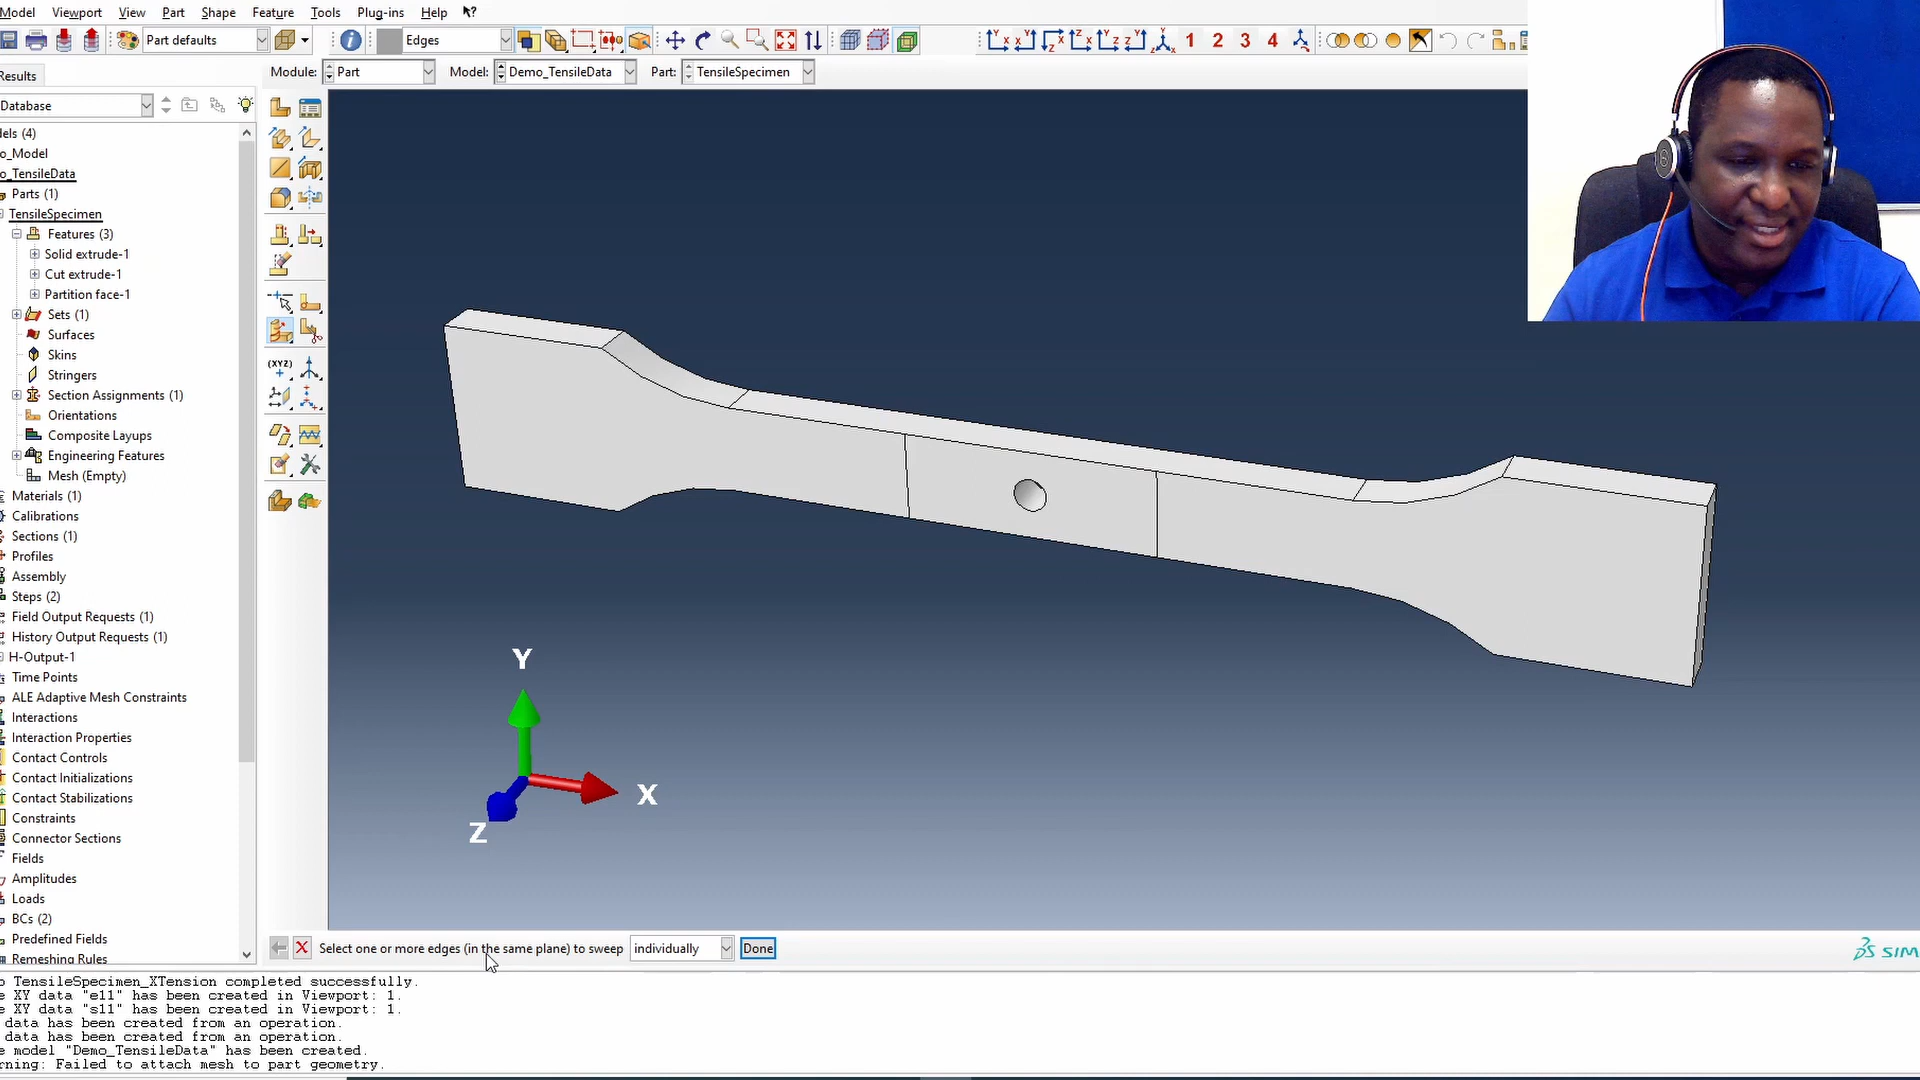 Model Viewport View Part Shape Feature Tools Plug-ins Help
Part defaults Edges 1 2 3 4
Module: Part Model: Demo_TensileData Part: TensileSpecimen
Results
Database
dels (4)
o_Model
o_TensileData
Parts (1)
TensileSpecimen
Features (3)
Solid extrude-1
Cut extrude-1
Partition face-1
Sets (1)
Surfaces
Skins
Stringers
Section Assignments (1)
Orientations
Composite Layups
Engineering Features
Mesh (Empty)
Materials (1)
Calibrations
Sections (1)
Profiles
Assembly
Steps (2)
Field Output Requests (1)
History Output Requests (1)
H-Output-1
Time Points
ALE Adaptive Mesh Constraints
Interactions
Interaction Properties
Contact Controls
Contact Initializations
Contact Stabilizations
Constraints
Connector Sections
Fields
Amplitudes
Loads
BCs (2)
Predefined Fields
Remeshing Rules
(XYZ)
Y
X
Z
Select one or more edges (in the same plane) to sweep individually Done
SIM
o TensileSpecimen_XTension completed successfully.
e XY data "e11" has been created in Viewport: 1.
e XY data "s11" has been created in Viewport: 1.
data has been created from an operation.
data has been created from an operation.
e model "Demo_TensileData" has been created.
rning: Failed to attach mesh to part geometry.